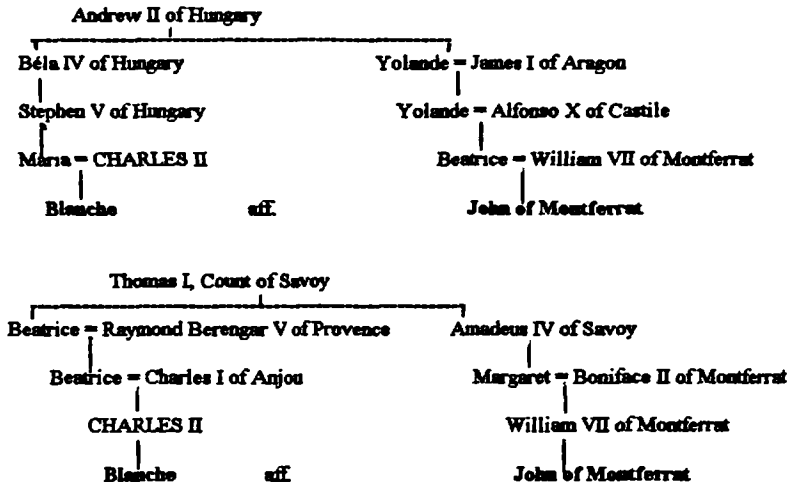 Andrew II of Hungary
Béla IV of Hungary Yolande = James I of Aragon
Stephen V of Hungary Yolande = Alfonso X of Castile
Maria = CHARLES II Beatrice = William VII of Montferrat
Blanche aff. John of Montferrat
Thomas I, Count of Savoy
Beatrice = Raymond Berengar V of Provence Amadeus IV of Savoy
Beatrice = Charles I of Anjou Margaret = Boniface II of Montferrat
CHARLES II William VII of Montferrat
Blanche aff. John of Montferrat